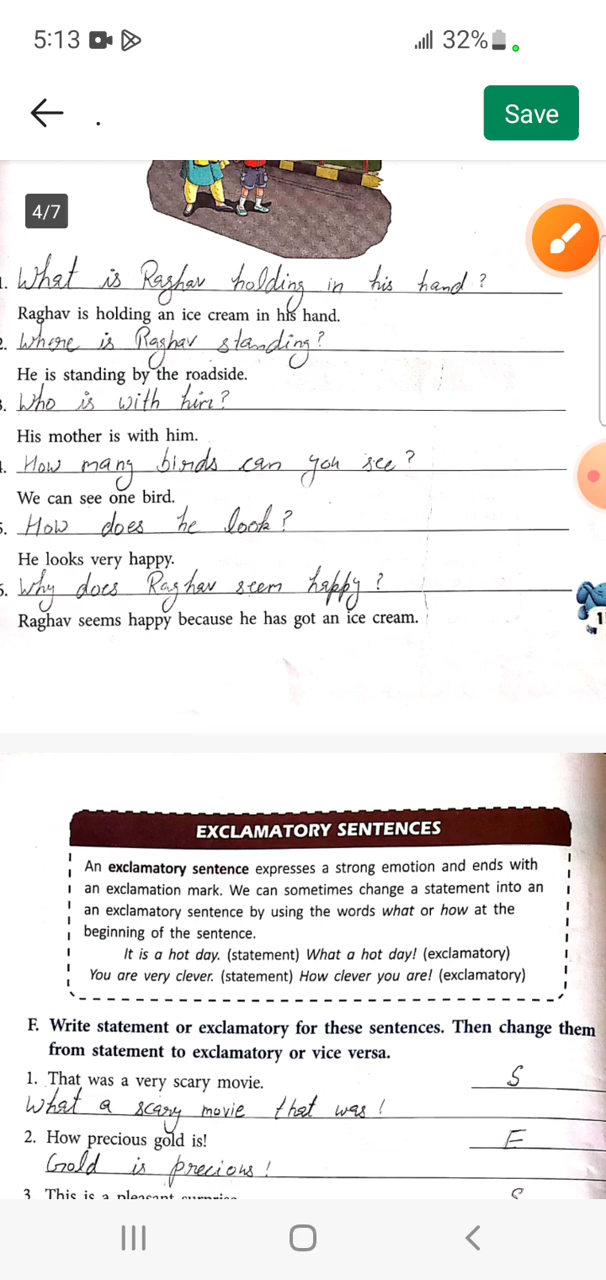 5:13 32%
← . Save
4/7
1. What is Raghav holding in his hand?
Raghav is holding an ice cream in his hand.
2. Where is Raghav standing?
He is standing by the roadside.
3. Who is with him?
His mother is with him.
4. How many birds can you see?
We can see one bird.
5. How does he look?
He looks very happy.
6. Why does Raghav seem happy?
Raghav seems happy because he has got an ice cream.
EXCLAMATORY SENTENCES
An exclamatory sentence expresses a strong emotion and ends with
an exclamation mark. We can sometimes change a statement into an
an exclamatory sentence by using the words what or how at the
beginning of the sentence.
It is a hot day. (statement) What a hot day! (exclamatory)
You are very clever. (statement) How clever you are! (exclamatory)
F. Write statement or exclamatory for these sentences. Then change them
from statement to exclamatory or vice versa.
1. That was a very scary movie. S
What a scary movie that was!
2. How precious gold is! E
Gold is precious!
3 This is a pleasant surprise S